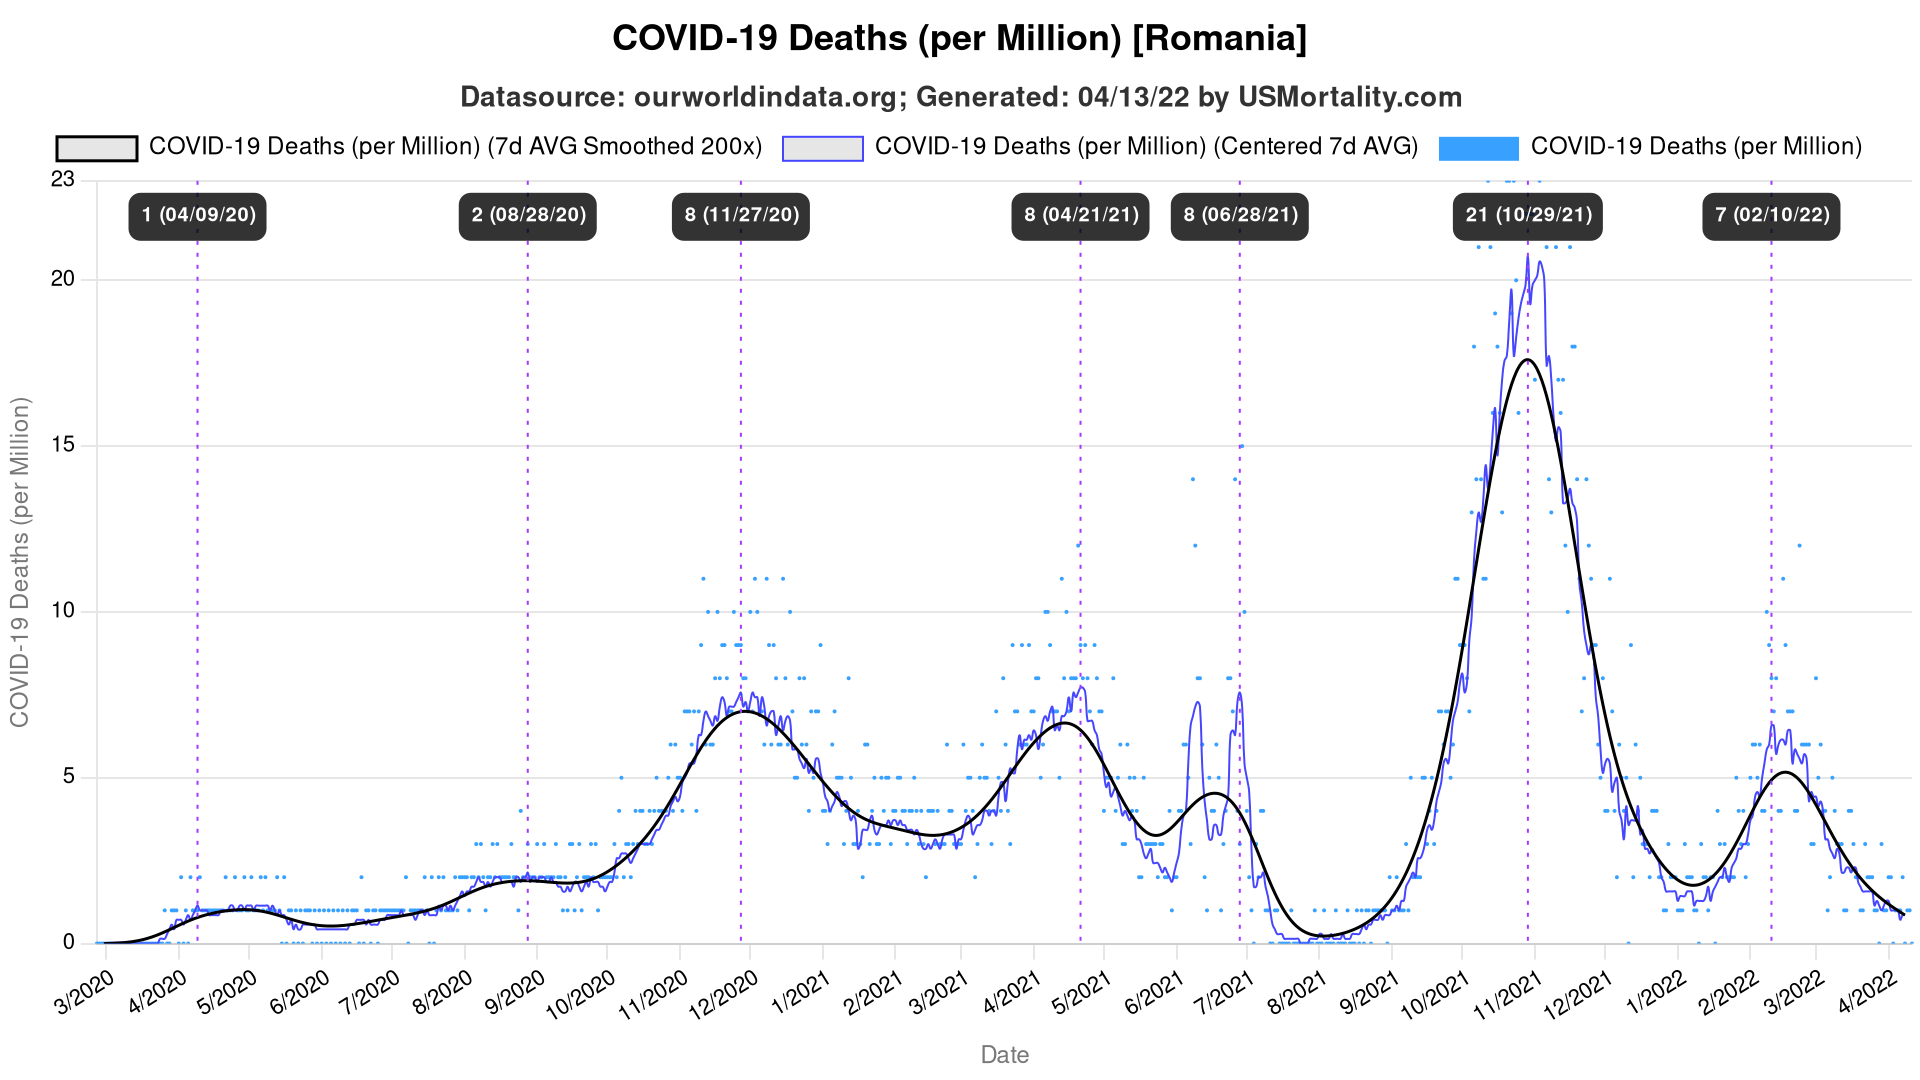 COVID-19 Deaths (per Million) [Romania]
Datasource: ourworldindata.org; Generated: 04/13/22 by USMortality.com
COVID-19 Deaths (per Million) (7d AVG Smoothed 200x) COVID-19 Deaths (per Million) (Centered 7d AVG) COVID-19 Deaths (per Million)
23
1 (04/09/20) 2 (08/28/20) 8 (11/27/20) 8 (04/21/21) 8 (06/28/21) 21 (10/29/21) 7 (02/10/22)
20
15
10
5
0
COVID-19 Deaths (per Million)
3/2020 4/2020 5/2020 6/2020 7/2020 8/2020 9/2020 10/2020 11/2020 12/2020 1/2021 2/2021 3/2021 4/2021 5/2021 6/2021 7/2021 8/2021 9/2021 10/2021 11/2021 12/2021 1/2022 2/2022 3/2022 4/2022
Date